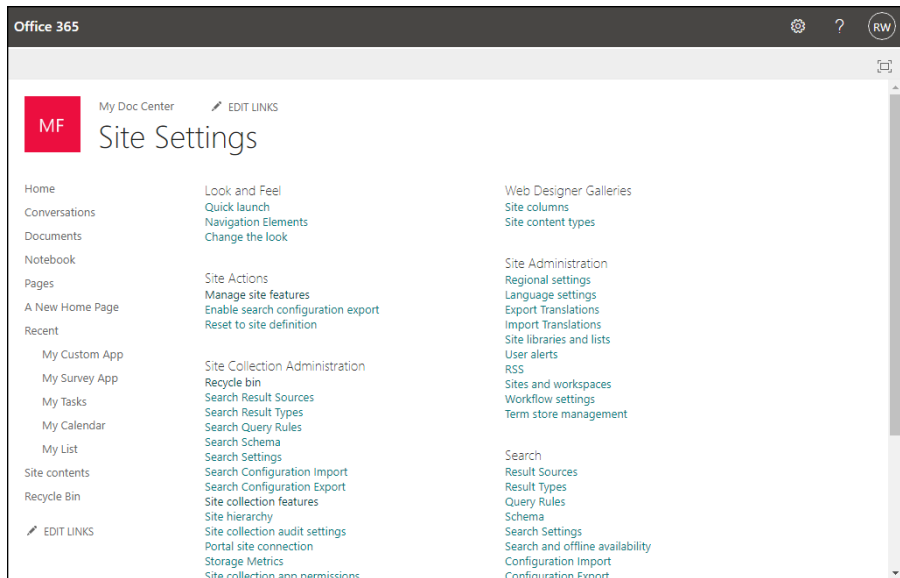 Office 365
?
RW
MF
My Doc Center
EDIT LINKS
Site Settings
Home
Conversations
Documents
Notebook
Pages
A New Home Page
Recent
My Custom App
My Survey App
My Tasks
My Calendar
My List
Site contents
Recycle Bin
EDIT LINKS
Look and Feel
Quick launch
Navigation Elements
Change the look
Site Actions
Manage site features
Enable search configuration export
Reset to site definition
Site Collection Administration
Recycle bin
Search Result Sources
Search Result Types
Search Query Rules
Search Schema
Search Settings
Search Configuration Import
Search Configuration Export
Site collection features
Site hierarchy
Site collection audit settings
Portal site connection
Storage Metrics
Site collection app permissions
Web Designer Galleries
Site columns
Site content types
Site Administration
Regional settings
Language settings
Export Translations
Import Translations
Site libraries and lists
User alerts
RSS
Sites and workspaces
Workflow settings
Term store management
Search
Result Sources
Result Types
Query Rules
Schema
Search Settings
Search and offline availability
Configuration Import
Configuration Export